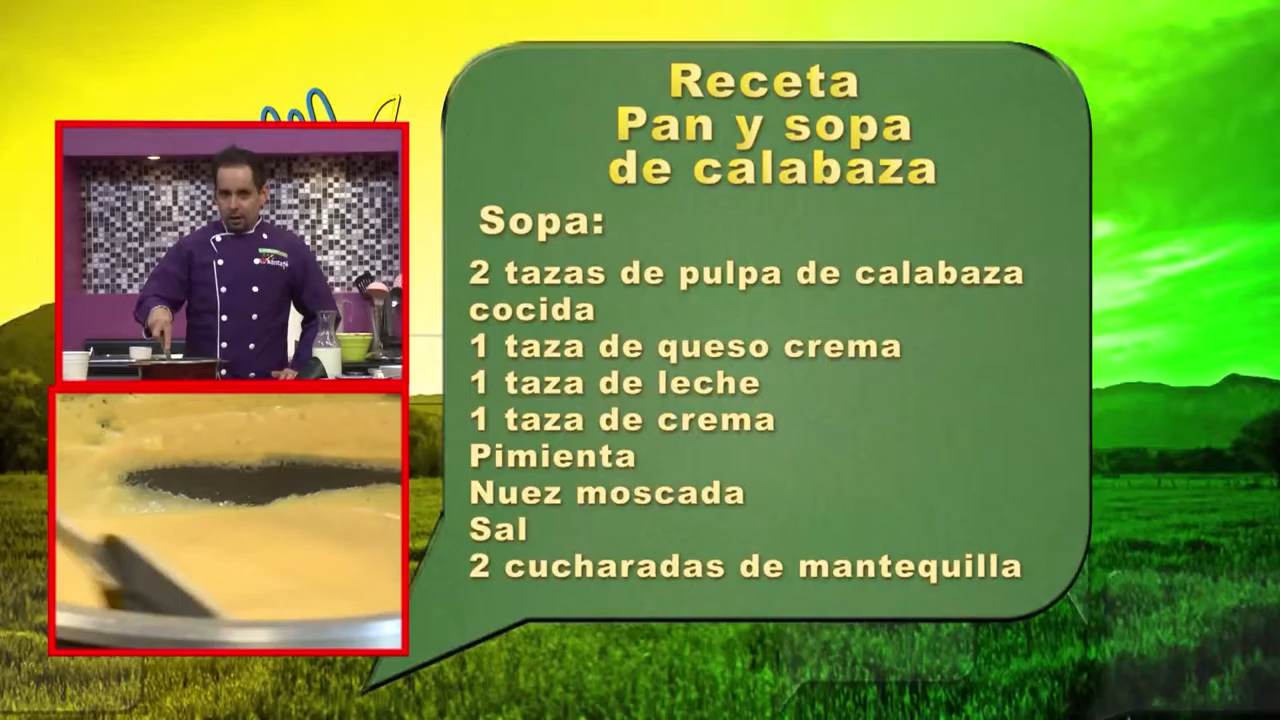 Receta
Pan y sopa
de calabaza
Sopa:
2 tazas de pulpa de calabaza
cocida
1 taza de queso crema
1 taza de leche
1 taza de crema
Pimienta
Nuez moscada
Sal
2 cucharadas de mantequilla